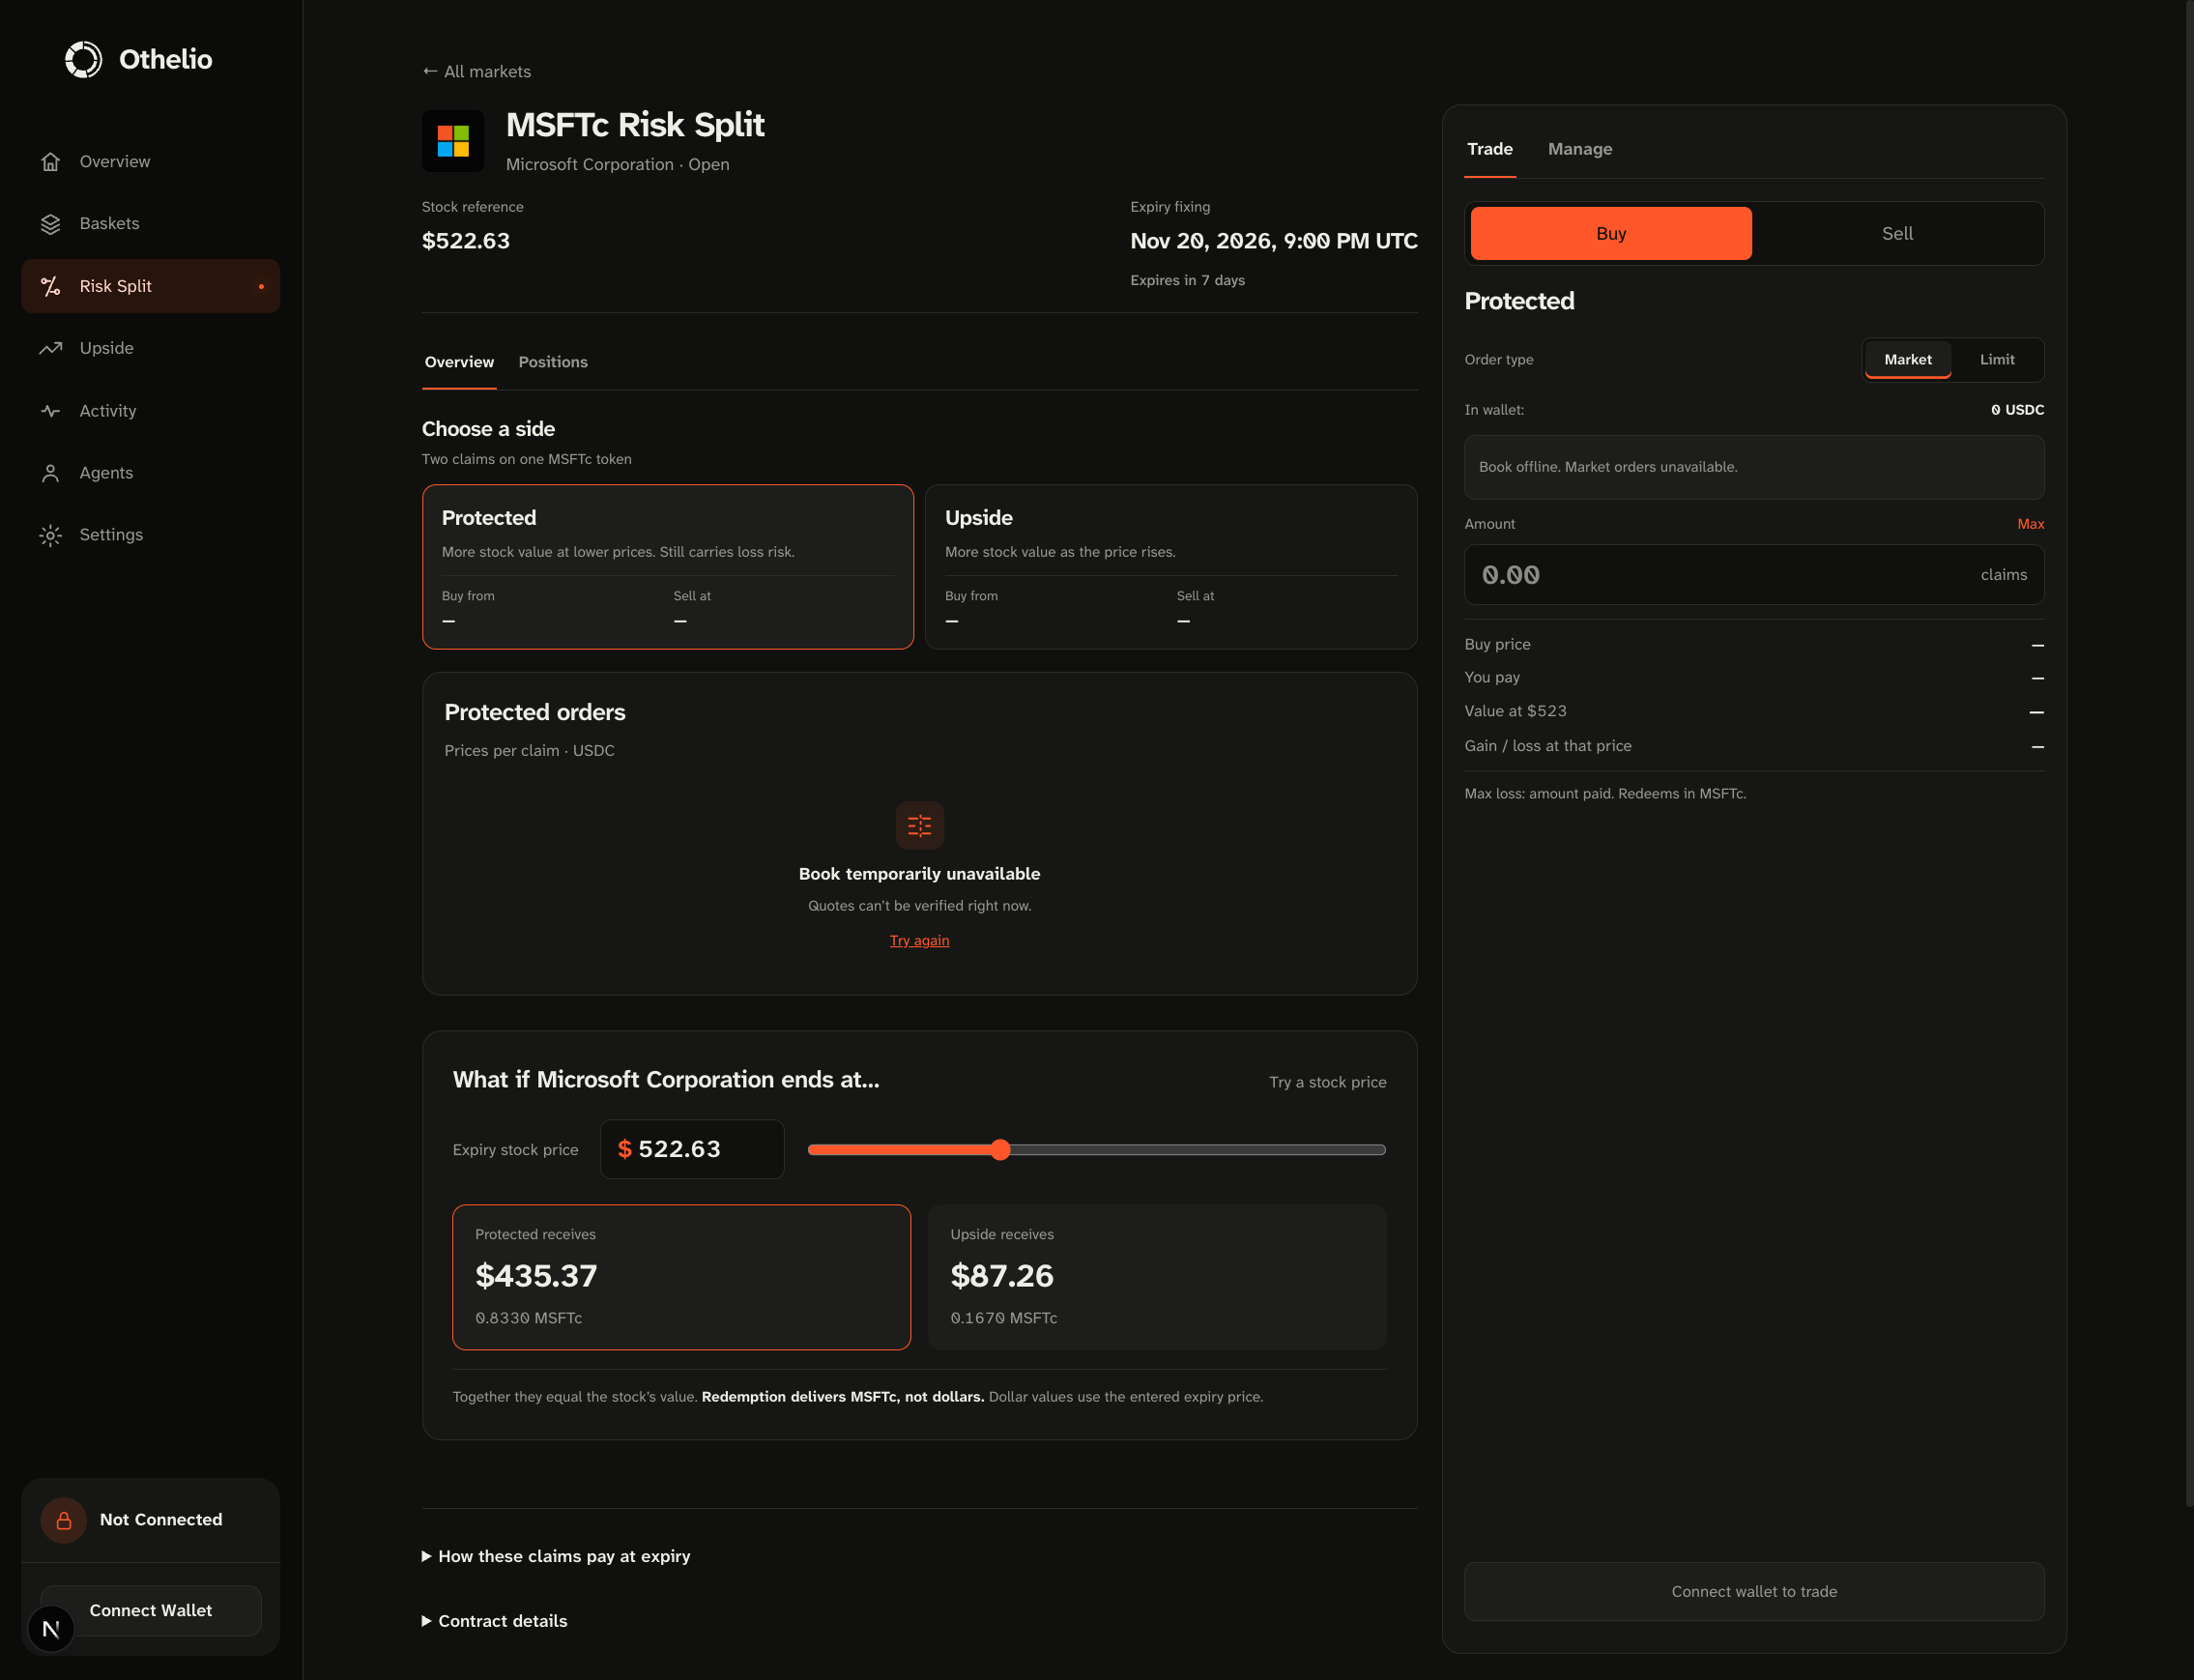 Othelio
Overview
Baskets
Risk Split
Upside
Activity
Agents
Settings
Not Connected
Connect Wallet
N
← All markets
MSFTc Risk Split
Microsoft Corporation · Open
Stock reference
$522.63
Expiry fixing
Nov 20, 2026, 9:00 PM UTC
Expires in 7 days
Overview
Positions
Choose a side
Two claims on one MSFTc token
Protected
More stock value at lower prices. Still carries loss risk.
Buy from
Sell at
—
—
Upside
More stock value as the price rises.
Buy from
Sell at
—
—
Protected orders
Prices per claim · USDC
Book temporarily unavailable
Quotes can't be verified right now.
Try again
What if Microsoft Corporation ends at...
Try a stock price
Expiry stock price
$ 522.63
Protected receives
$435.37
0.8330 MSFTc
Upside receives
$87.26
0.1670 MSFTc
Together they equal the stock's value. Redemption delivers MSFTc, not dollars. Dollar values use the entered expiry price.
▶ How these claims pay at expiry
▶ Contract details
Trade
Manage
Buy
Sell
Protected
Order type
Market
Limit
In wallet:
0 USDC
Book offline. Market orders unavailable.
Amount
Max
0.00
claims
Buy price
—
You pay
—
Value at $523
—
Gain / loss at that price
—
Max loss: amount paid. Redeems in MSFTc.
Connect wallet to trade